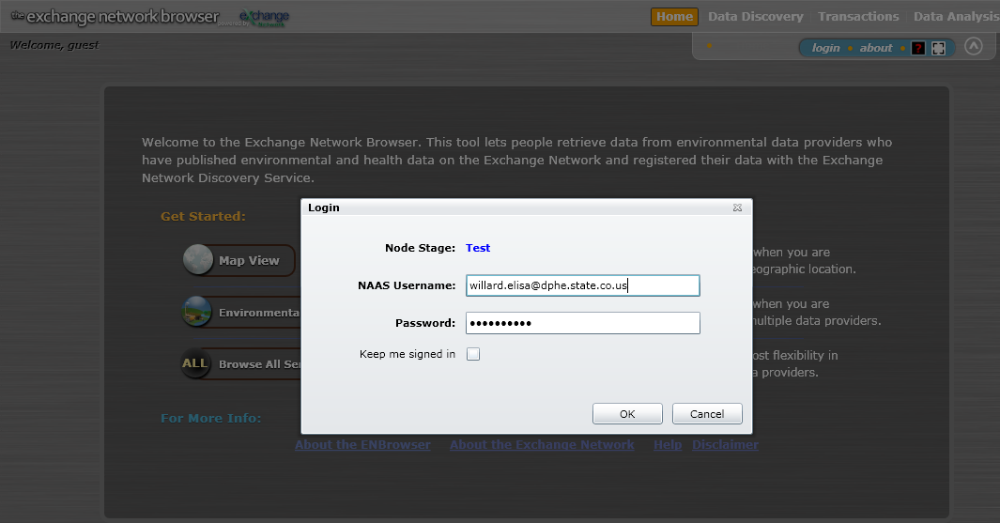 the exchange network browser powered by exchange Network
Home Data Discovery Transactions Data Analysis
Welcome, guest
login • about • ?
Welcome to the Exchange Network Browser. This tool lets people retrieve data from environmental data providers who
have published environmental and health data on the Exchange Network and registered their data with the Exchange
Network Discovery Service.
Login
Get Started:
Node Stage: Test
Map View
when you are
eographic location.
NAAS Username: willard.elisa@dphe.state.co.us
Environmenta
when you are
multiple data providers.
Password: ••••••••••
Keep me signed in
ALL Browse All Ser
ost flexibility in
a providers.
OK Cancel
For More Info:
About the ENBrowser About the Exchange Network Help Disclaimer